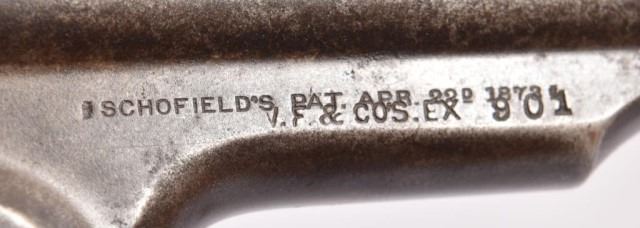 SCHOFIELD'S PAT. APR. 22D 1873
W.F. & COS. EX 901